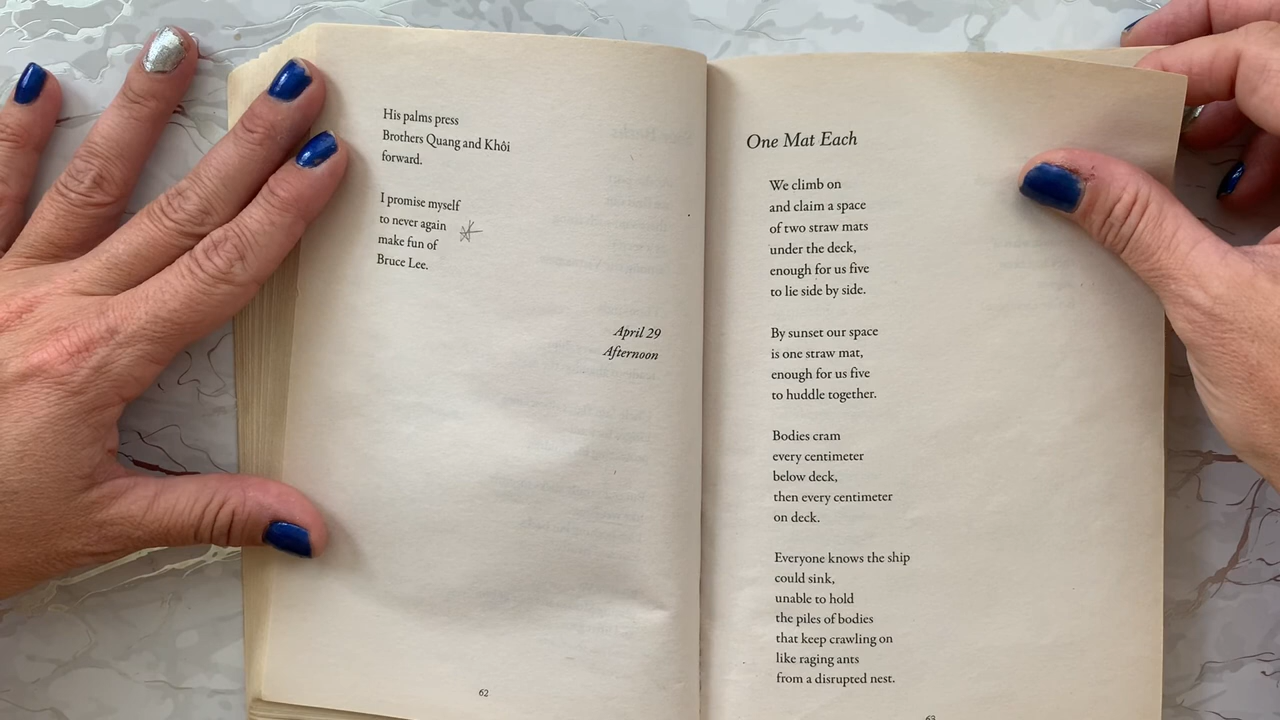 His palms press
Brothers Quang and Khôi
forward.
I promise myself
to never again
make fun of
Bruce Lee.
April 29
Afternoon
62
One Mat Each
We climb on
and claim a space
of two straw mats
under the deck,
enough for us five
to lie side by side.
By sunset our space
is one straw mat,
enough for us five
to huddle together.
Bodies cram
every centimeter
below deck,
then every centimeter
on deck.
Everyone knows the ship
could sink,
unable to hold
the piles of bodies
that keep crawling on
like raging ants
from a disrupted nest.
63